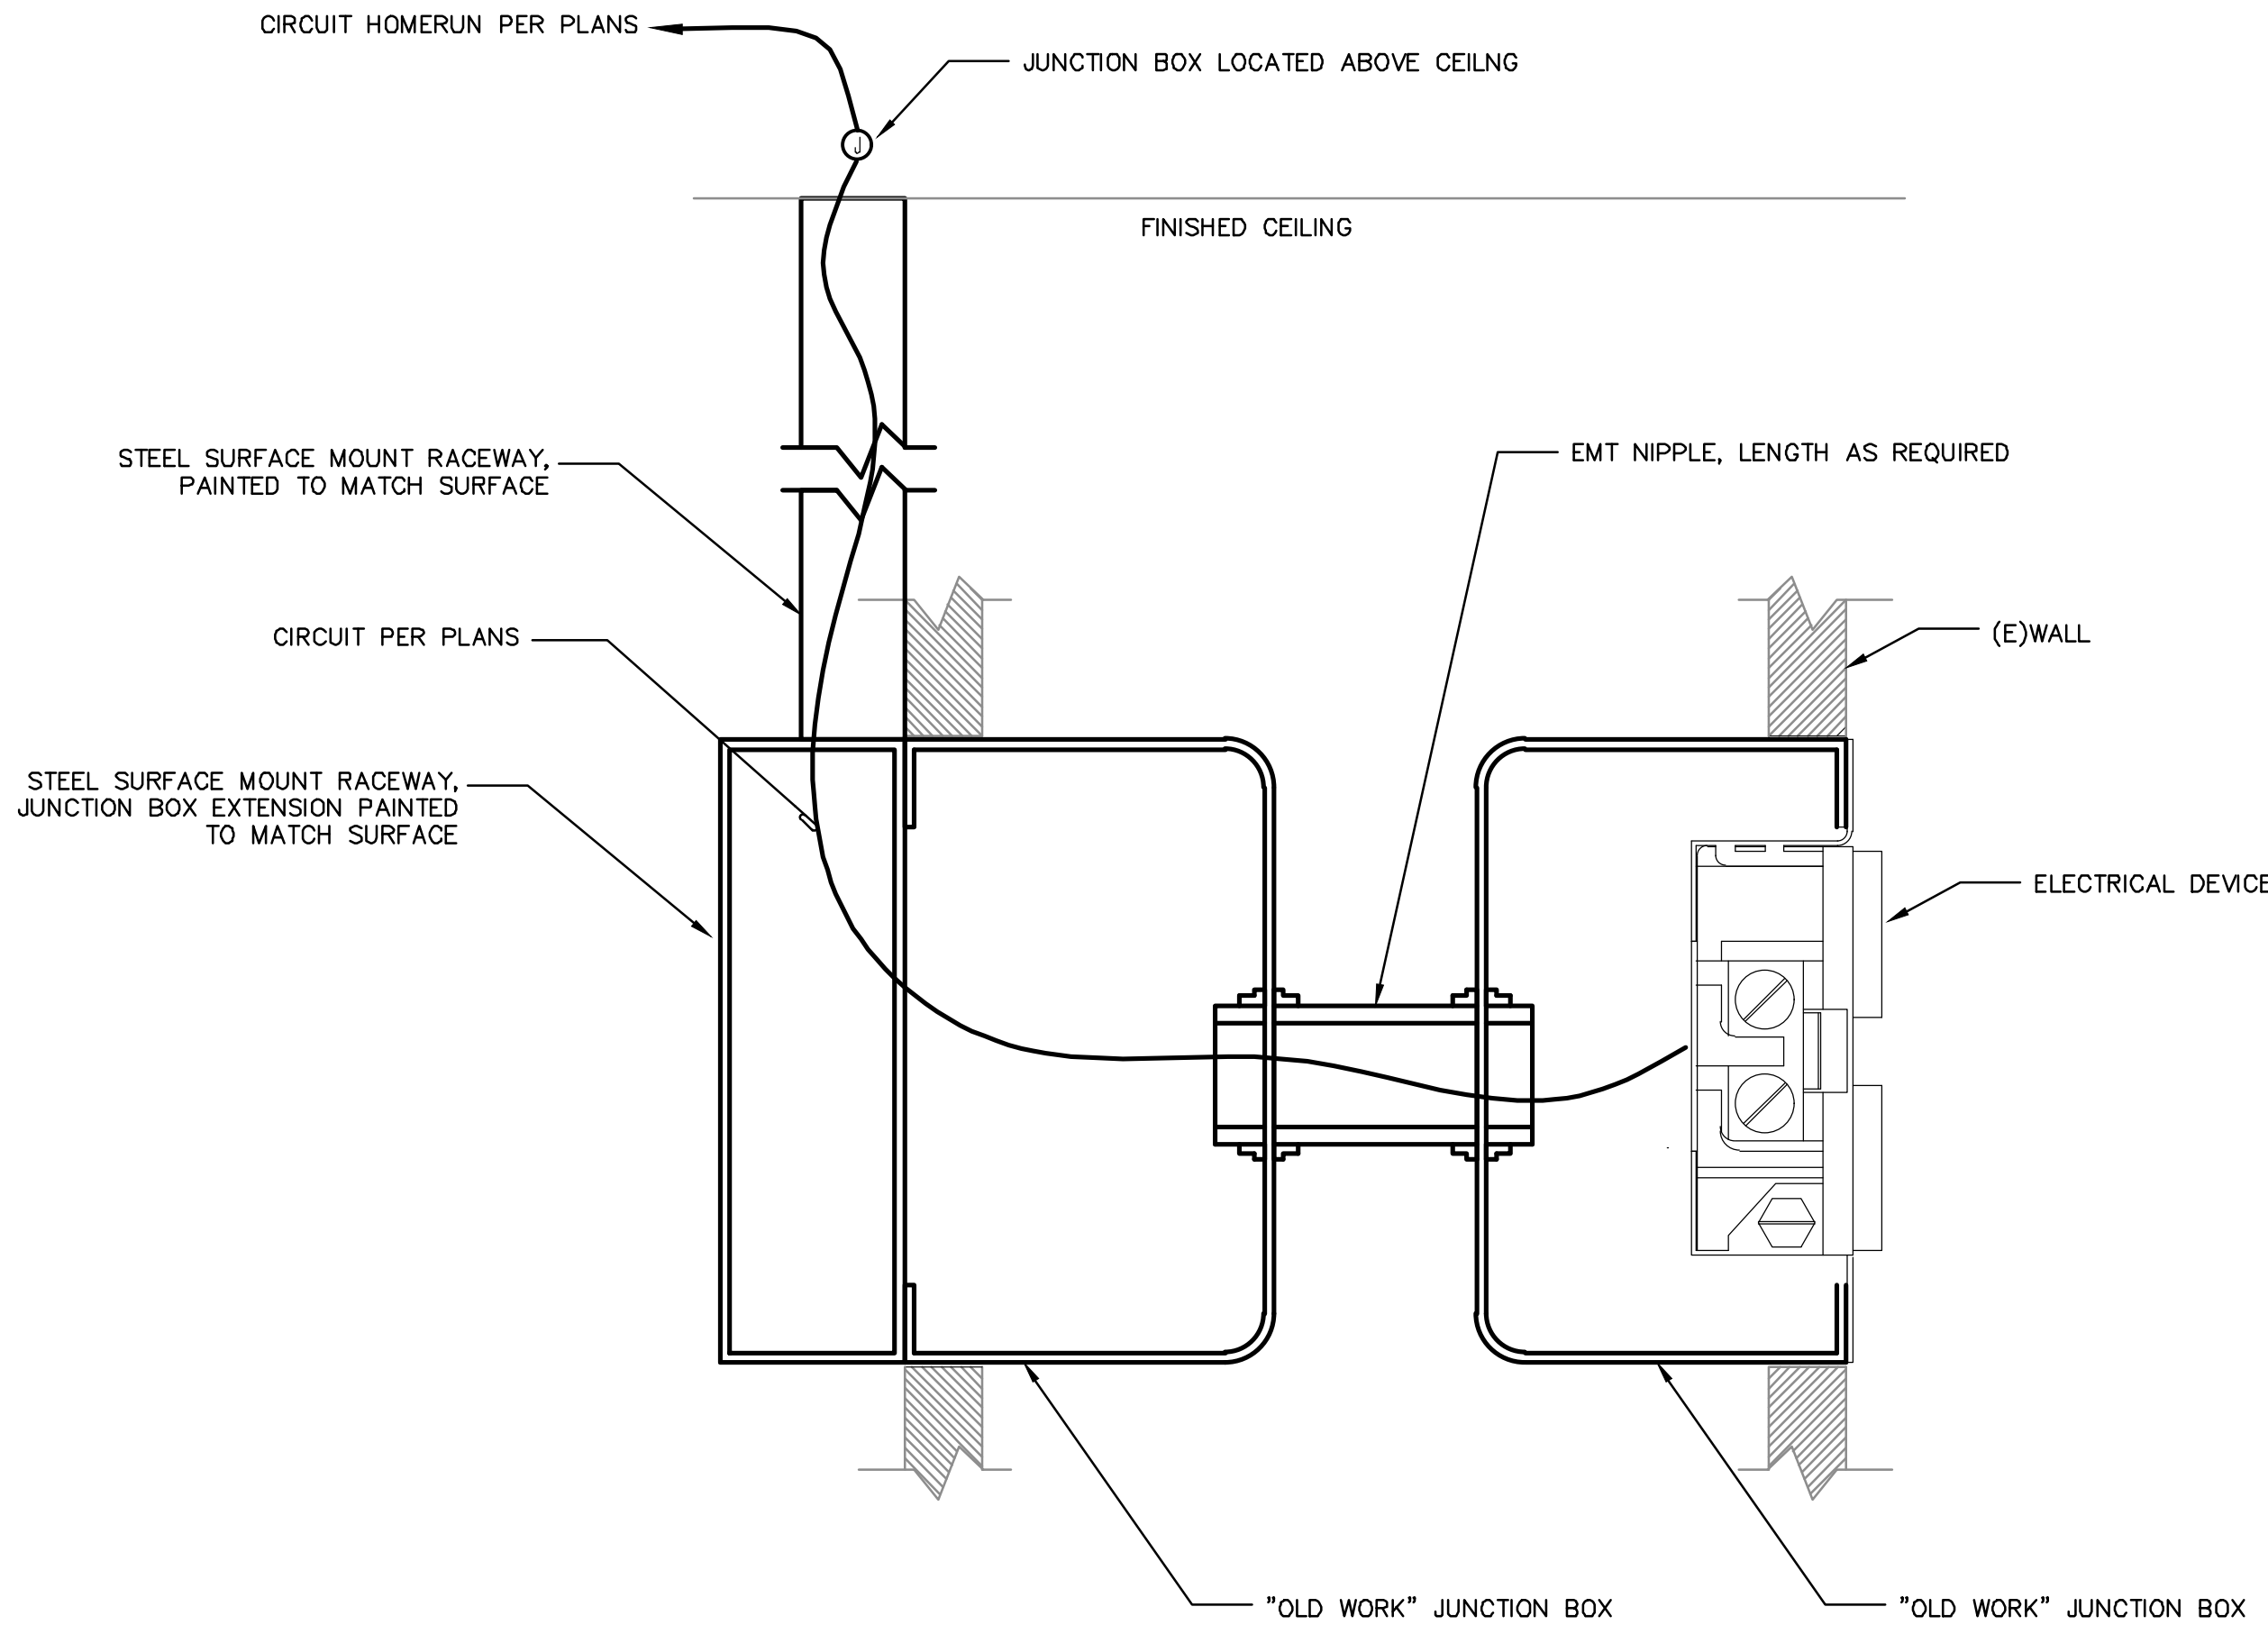 CIRCUIT HOMERUN PER PLANS
JUNCTION BOX LOCATED ABOVE CEILNG
J
FINISHED CEILING
STEEL SURFACE MOUNT RACEWAY,
PAINTED TO MATCH SURFACE
EMT NIPPLE, LENGTH AS REQUIRED
CIRCUIT PER PLANS
(E)WALL
STEEL SURFACE MOUNT RACEWAY,
JUNCTION BOX EXTENSION PAINTED
TO MATCH SURFACE
ELECTRICAL DEVICE
"OLD WORK" JUNCTION BOX
"OLD WORK" JUNCTION BOX